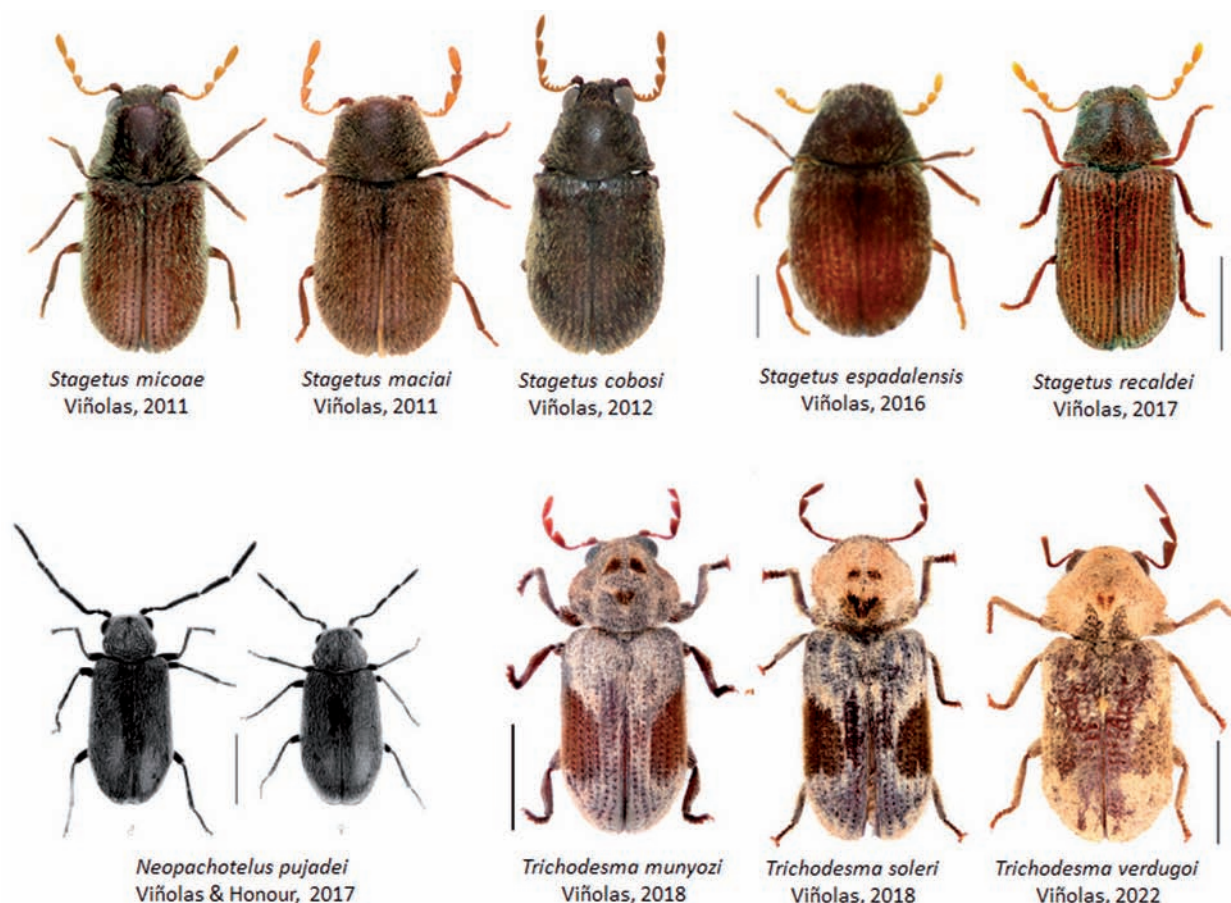 Stagetus micoae
Viñolas, 2011
Stagetus maciai
Viñolas, 2011
Stagetus cobosi
Viñolas, 2012
Stagetus espadalensis
Viñolas, 2016
Stagetus recaldei
Viñolas, 2017
♂
♀
Neopachotelus pujadei
Viñolas & Honour, 2017
Trichodesma munyozi
Viñolas, 2018
Trichodesma soleri
Viñolas, 2018
Trichodesma verdugoi
Viñolas, 2022